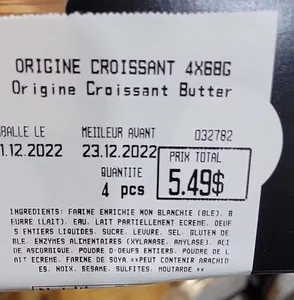 ORIGINE CROISSANT 4X68G
Origine Croissant Butter
BALLE LE MEILLEUR AVANT 032782
1.12.2022 23.12.2022 PRIX TOTAL
QUANTITE
4 pcs 5.49$
INGREDIENTS: FARINE ENRICHIE NON BLANCHIE (BLE). B
EURRE (LAIT). EAU. LAIT PARTIELLEMENT ECREME. OEUF
S ENTIERS LIQUIDES. SUCRE. LEVURE. SEL. GLUTEN DE
BLE. ENZYMES ALIMENTAIRES (XYLANASE. AMYLASE). ACI
DE ASCORBIQUE. POUDRE D-OEUFS ENTIERS. POUDRE DE L
AIT ECREME. FARINE DE SOYA **PEUT CONTENIR ARACHID
ES. NOIX. SESAME. SULFITES. MOUTARDE **